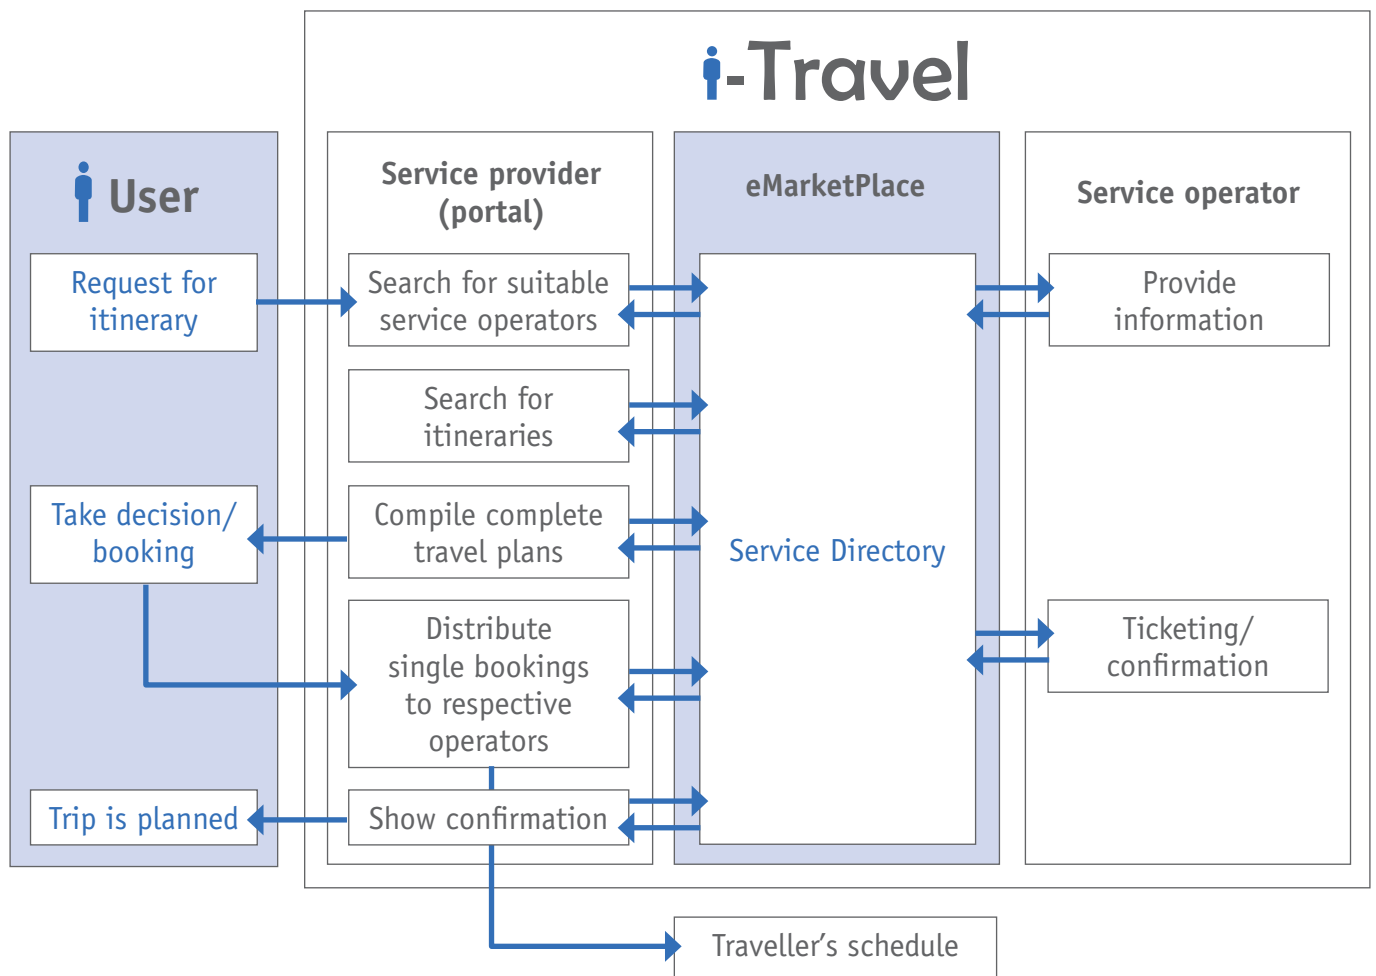 i-Travel
User
Service provider
(portal)
eMarketPlace
Service operator
Request for
itinerary
Search for suitable
service operators
Provide
information
Search for
itineraries
Take decision/
booking
Compile complete
travel plans
Service Directory
Distribute
single bookings
to respective
operators
Ticketing/
confirmation
Trip is planned
Show confirmation
Traveller's schedule